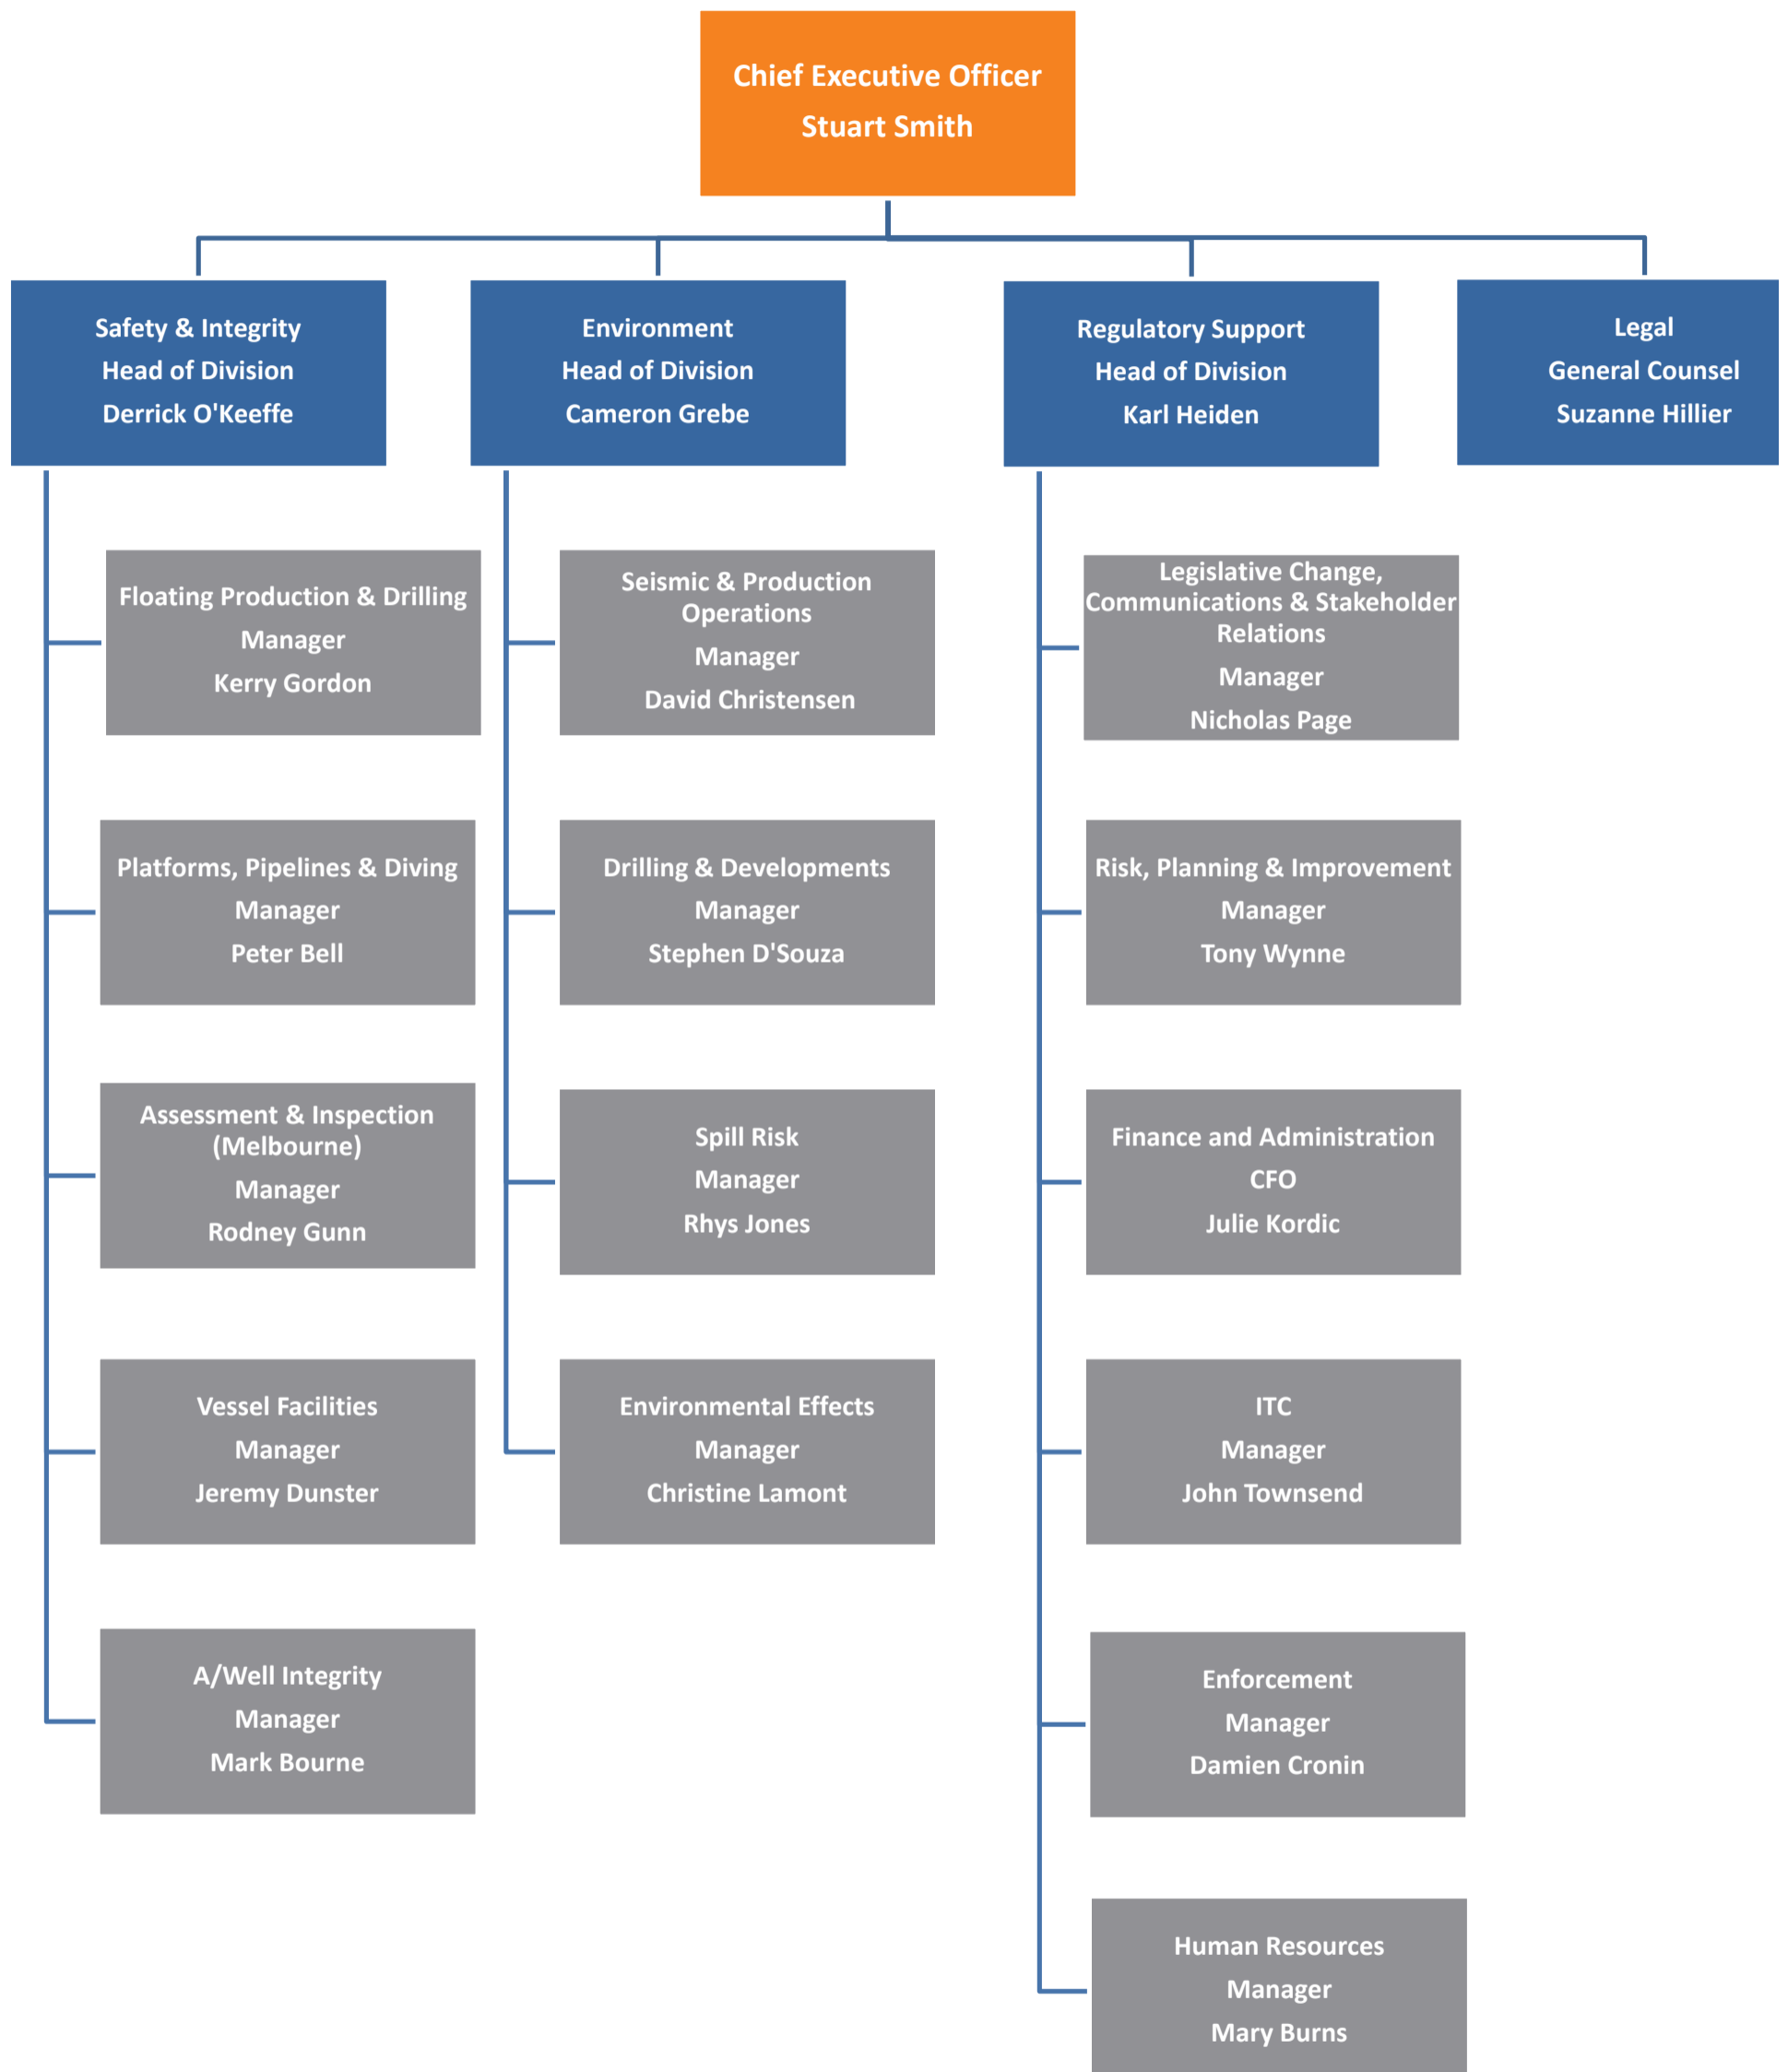 Chief Executive Officer
Stuart Smith
Safety & Integrity
Head of Division
Derrick O'Keeffe
Environment
Head of Division
Cameron Grebe
Regulatory Support
Head of Division
Karl Heiden
Legal
General Counsel
Suzanne Hillier
Floating Production & Drilling
Manager
Kerry Gordon
Platforms, Pipelines & Diving
Manager
Peter Bell
Assessment & Inspection
(Melbourne)
Manager
Rodney Gunn
Vessel Facilities
Manager
Jeremy Dunster
A/Well Integrity
Manager
Mark Bourne
Seismic & Production
Operations
Manager
David Christensen
Drilling & Developments
Manager
Stephen D'Souza
Spill Risk
Manager
Rhys Jones
Environmental Effects
Manager
Christine Lamont
Legislative Change,
Communications & Stakeholder
Relations
Manager
Nicholas Page
Risk, Planning & Improvement
Manager
Tony Wynne
Finance and Administration
CFO
Julie Kordic
ITC
Manager
John Townsend
Enforcement
Manager
Damien Cronin
Human Resources
Manager
Mary Burns